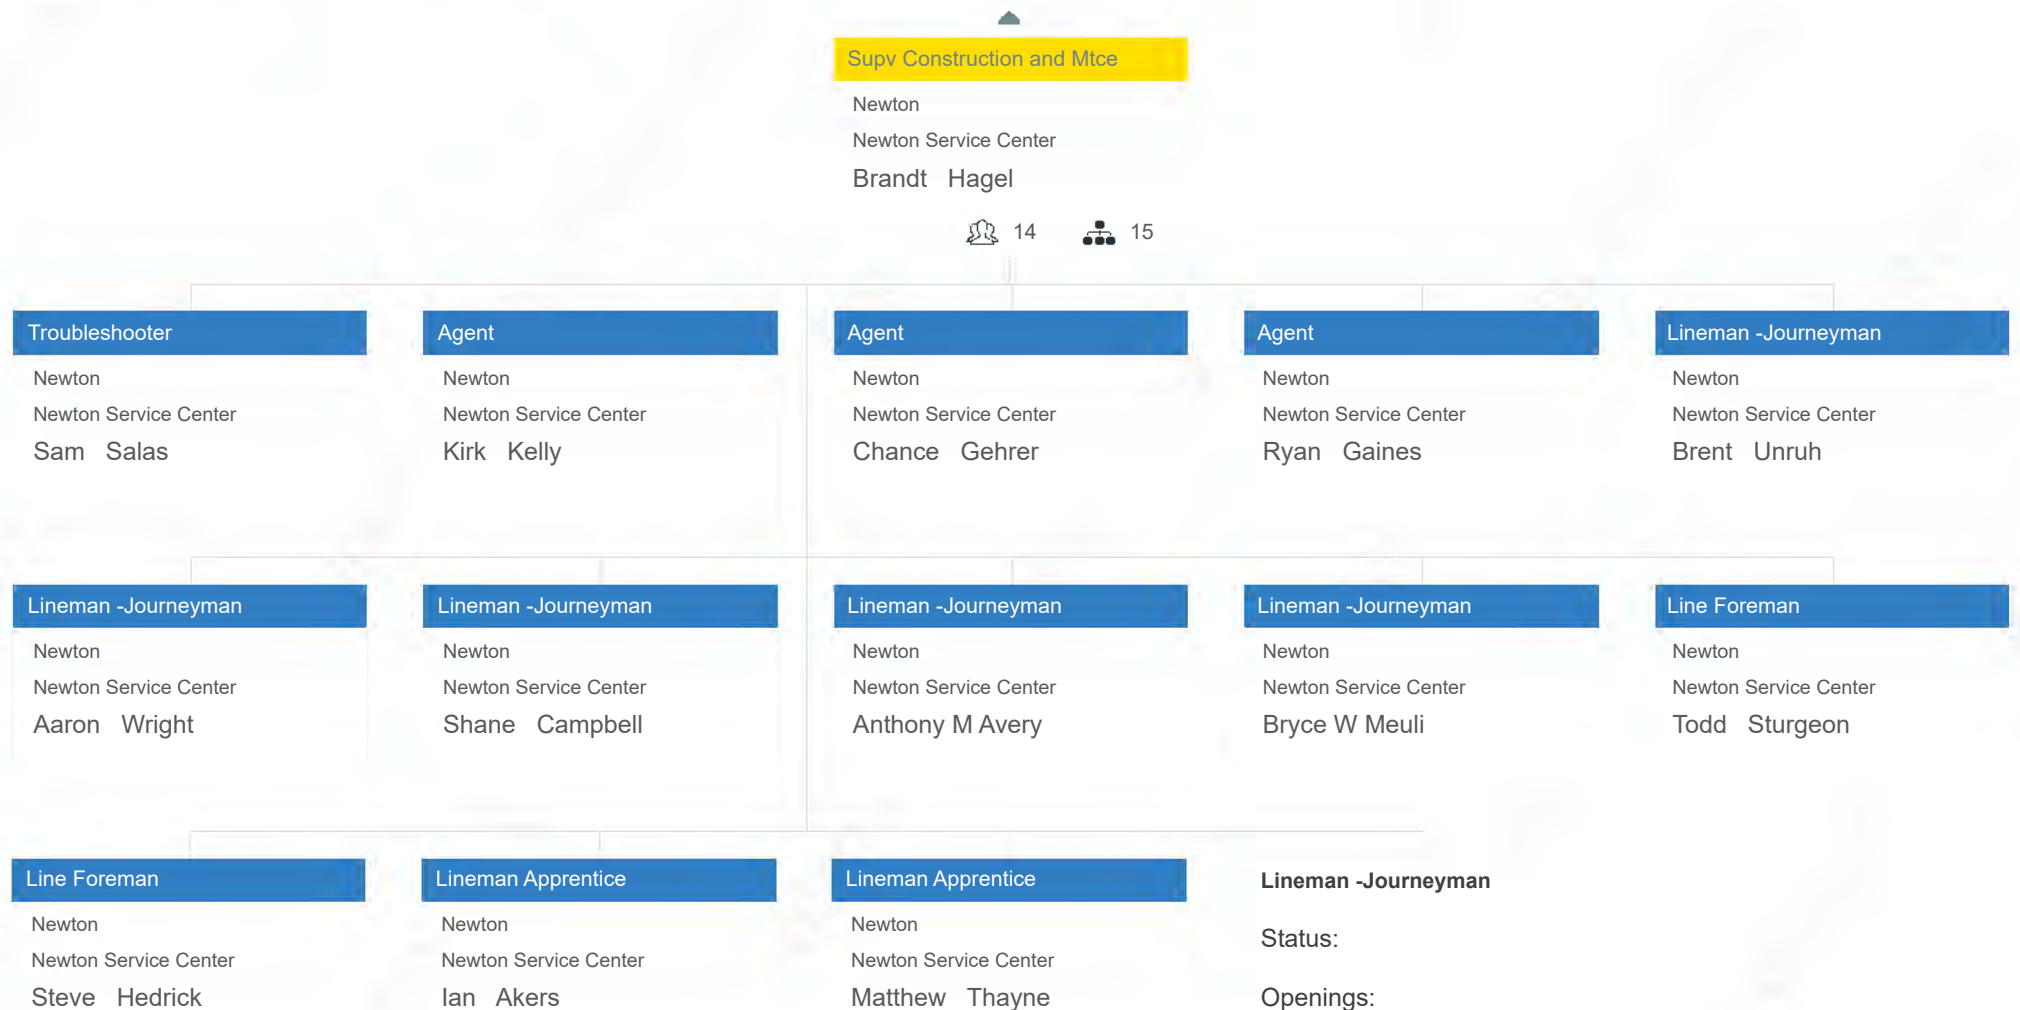 Supv Construction and Mtce
Newton
Newton Service Center
Brandt Hagel
14 15
Troubleshooter
Newton
Newton Service Center
Sam Salas
Agent
Newton
Newton Service Center
Kirk Kelly
Agent
Newton
Newton Service Center
Chance Gehrer
Agent
Newton
Newton Service Center
Ryan Gaines
Lineman -Journeyman
Newton
Newton Service Center
Brent Unruh
Lineman -Journeyman
Newton
Newton Service Center
Aaron Wright
Lineman -Journeyman
Newton
Newton Service Center
Shane Campbell
Lineman -Journeyman
Newton
Newton Service Center
Anthony M Avery
Lineman -Journeyman
Newton
Newton Service Center
Bryce W Meuli
Line Foreman
Newton
Newton Service Center
Todd Sturgeon
Line Foreman
Newton
Newton Service Center
Steve Hedrick
Lineman Apprentice
Newton
Newton Service Center
Ian Akers
Lineman Apprentice
Newton
Newton Service Center
Matthew Thayne
Lineman -Journeyman
Status:
Openings: